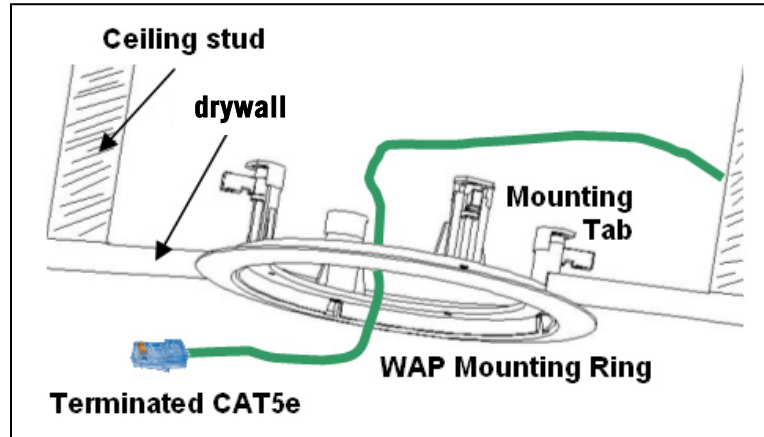 Ceiling stud
drywall
Mounting
Tab
WAP Mounting Ring
Terminated CAT5e